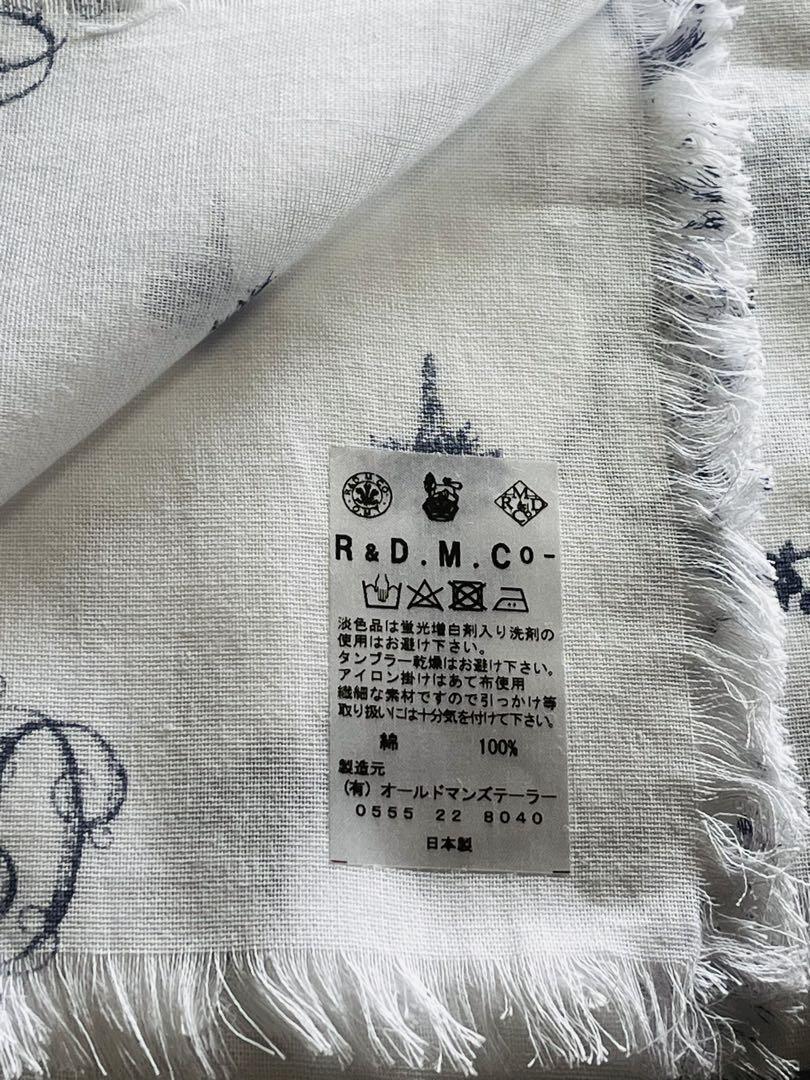 R&D.M.CO LTD.
RMD &Co
R&D.M.Co-
淡色品は蛍光増白剤入り洗剤の
使用はお避け下さい。
タンブラー乾燥はお避け下さい。
アイロン掛けはあて布使用
繊細な素材ですので引っかけ等
取り扱いには十分気を付けて下さい。
綿 100%
製造元
(有) オールドマンズテーラー
0555 22 8040
日本製